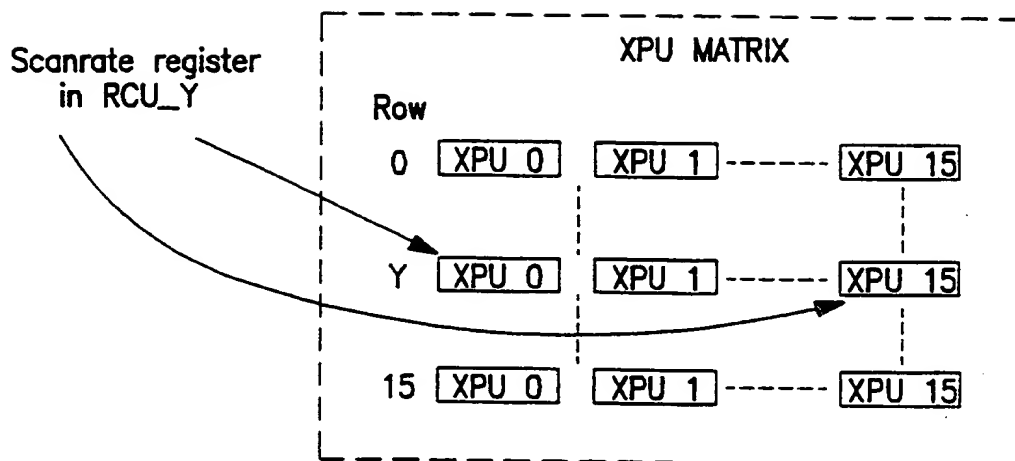 XPU MATRIX
Scanrate register
in RCU_Y
Row
0 XPU 0 XPU 1 XPU 15
Y XPU 0 XPU 1 XPU 15
15 XPU 0 XPU 1 XPU 15